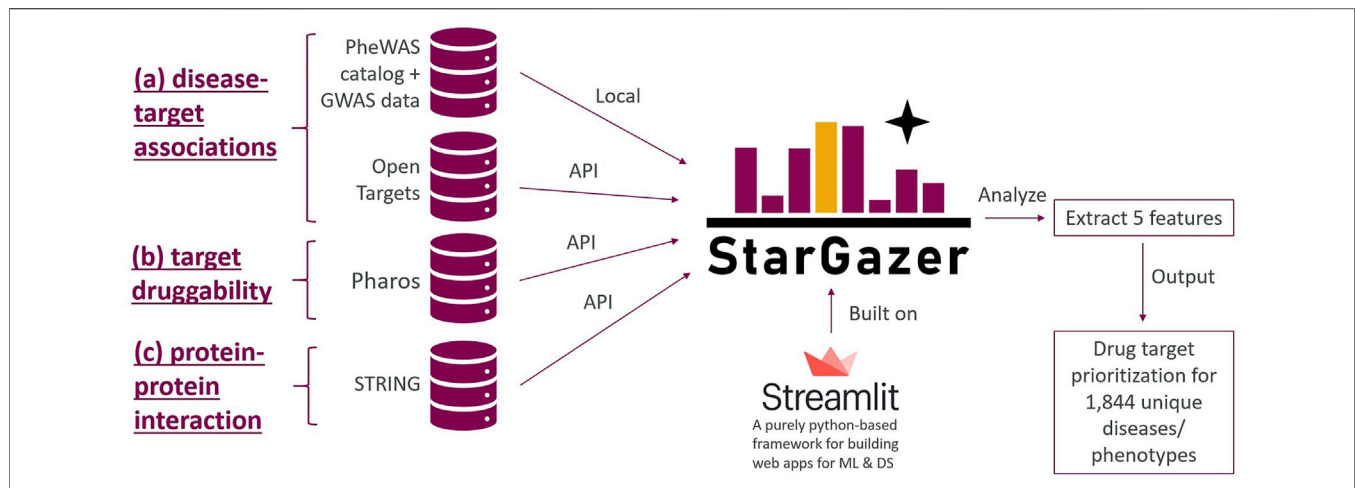 (a) disease-
target
associations
PheWAS
catalog +
GWAS data
Open
Targets
(b) target
druggability
Pharos
(c) protein-
protein
interaction
STRING
Local
API
API
API
StarGazer
Built on
Streamlit
A purely python-based
framework for building
web apps for ML & DS
Analyze
Extract 5 features
Output
Drug target
prioritization for
1,844 unique
diseases/
phenotypes